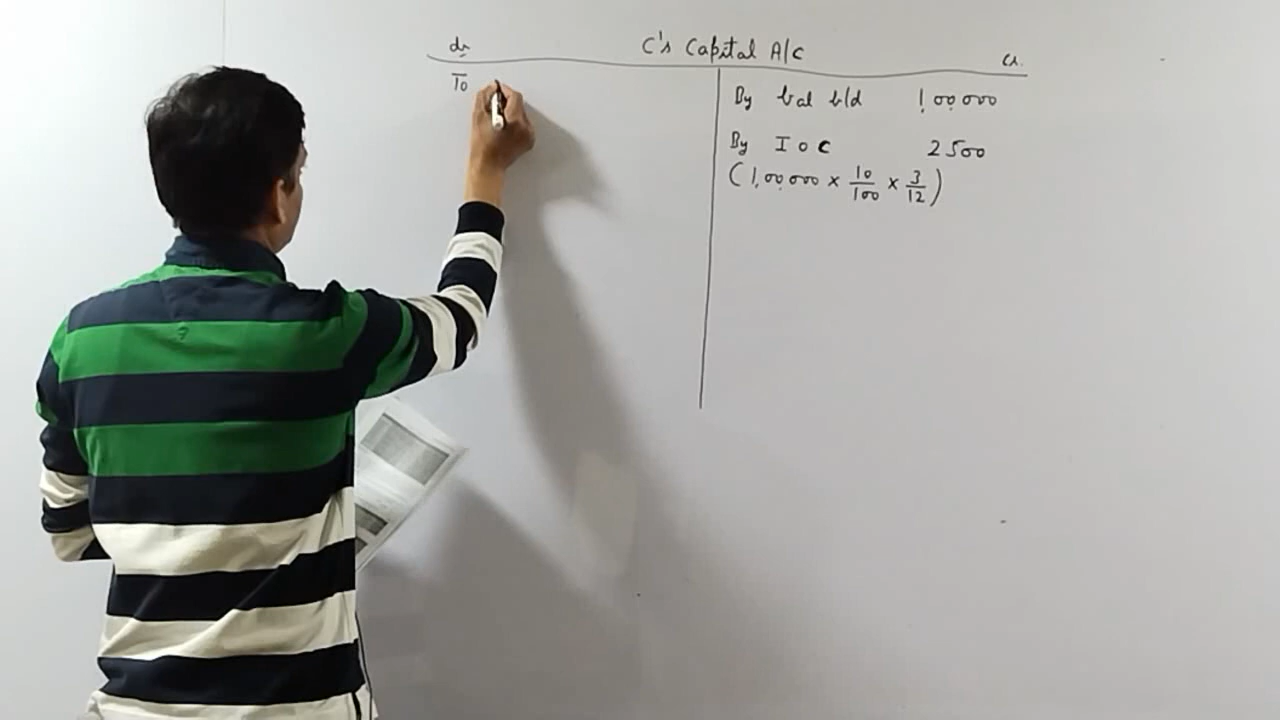 dr C's Capital A/C cr.
To
By bal b/d 1,00,000
By I O C 2500
(1,00,000 × 10/100 × 3/12)